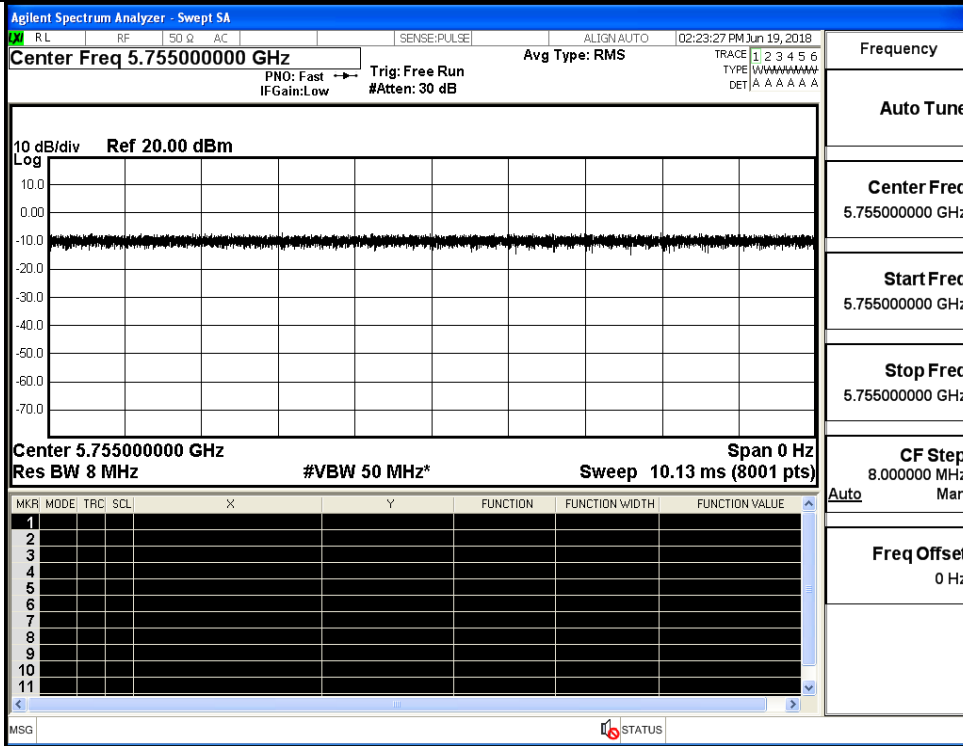 Agilent Spectrum Analyzer - Swept SA
LXI RL RF 50 Ω AC SENSE:PULSE ALIGN AUTO 02:23:27 PM Jun 19, 2018
Center Freq 5.755000000 GHz
PNO: Fast
IFGain:Low
Trig: Free Run
#Atten: 30 dB
Avg Type: RMS
TRACE 1 2 3 4 5 6
TYPE WWWWWW
DET A A A A A A
10 dB/div Ref 20.00 dBm
Log
10.0
0.00
-10.0
-20.0
-30.0
-40.0
-50.0
-60.0
-70.0
Center 5.755000000 GHz Span 0 Hz
Res BW 8 MHz #VBW 50 MHz* Sweep 10.13 ms (8001 pts)
MKR MODE TRC SCL X Y FUNCTION FUNCTION WIDTH FUNCTION VALUE
1
2
3
4
5
6
7
8
9
10
11
MSG STATUS
Frequency
Auto Tune
Center Freq
5.755000000 GHz
Start Freq
5.755000000 GHz
Stop Freq
5.755000000 GHz
CF Step
8.000000 MHz
Auto Man
Freq Offset
0 Hz